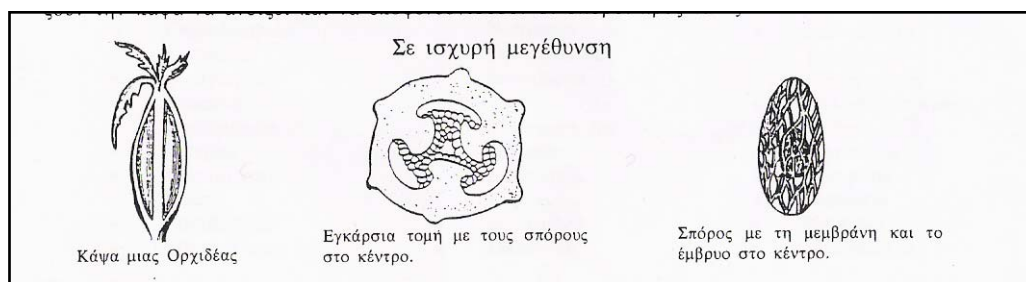 Σε ισχυρή μεγέθυνση
Κάψα μιας Ορχιδέας
Εγκάρσια τομή με τους σπόρους
στο κέντρο.
Σπόρος με τη μεμβράνη και το
έμβρυο στο κέντρο.